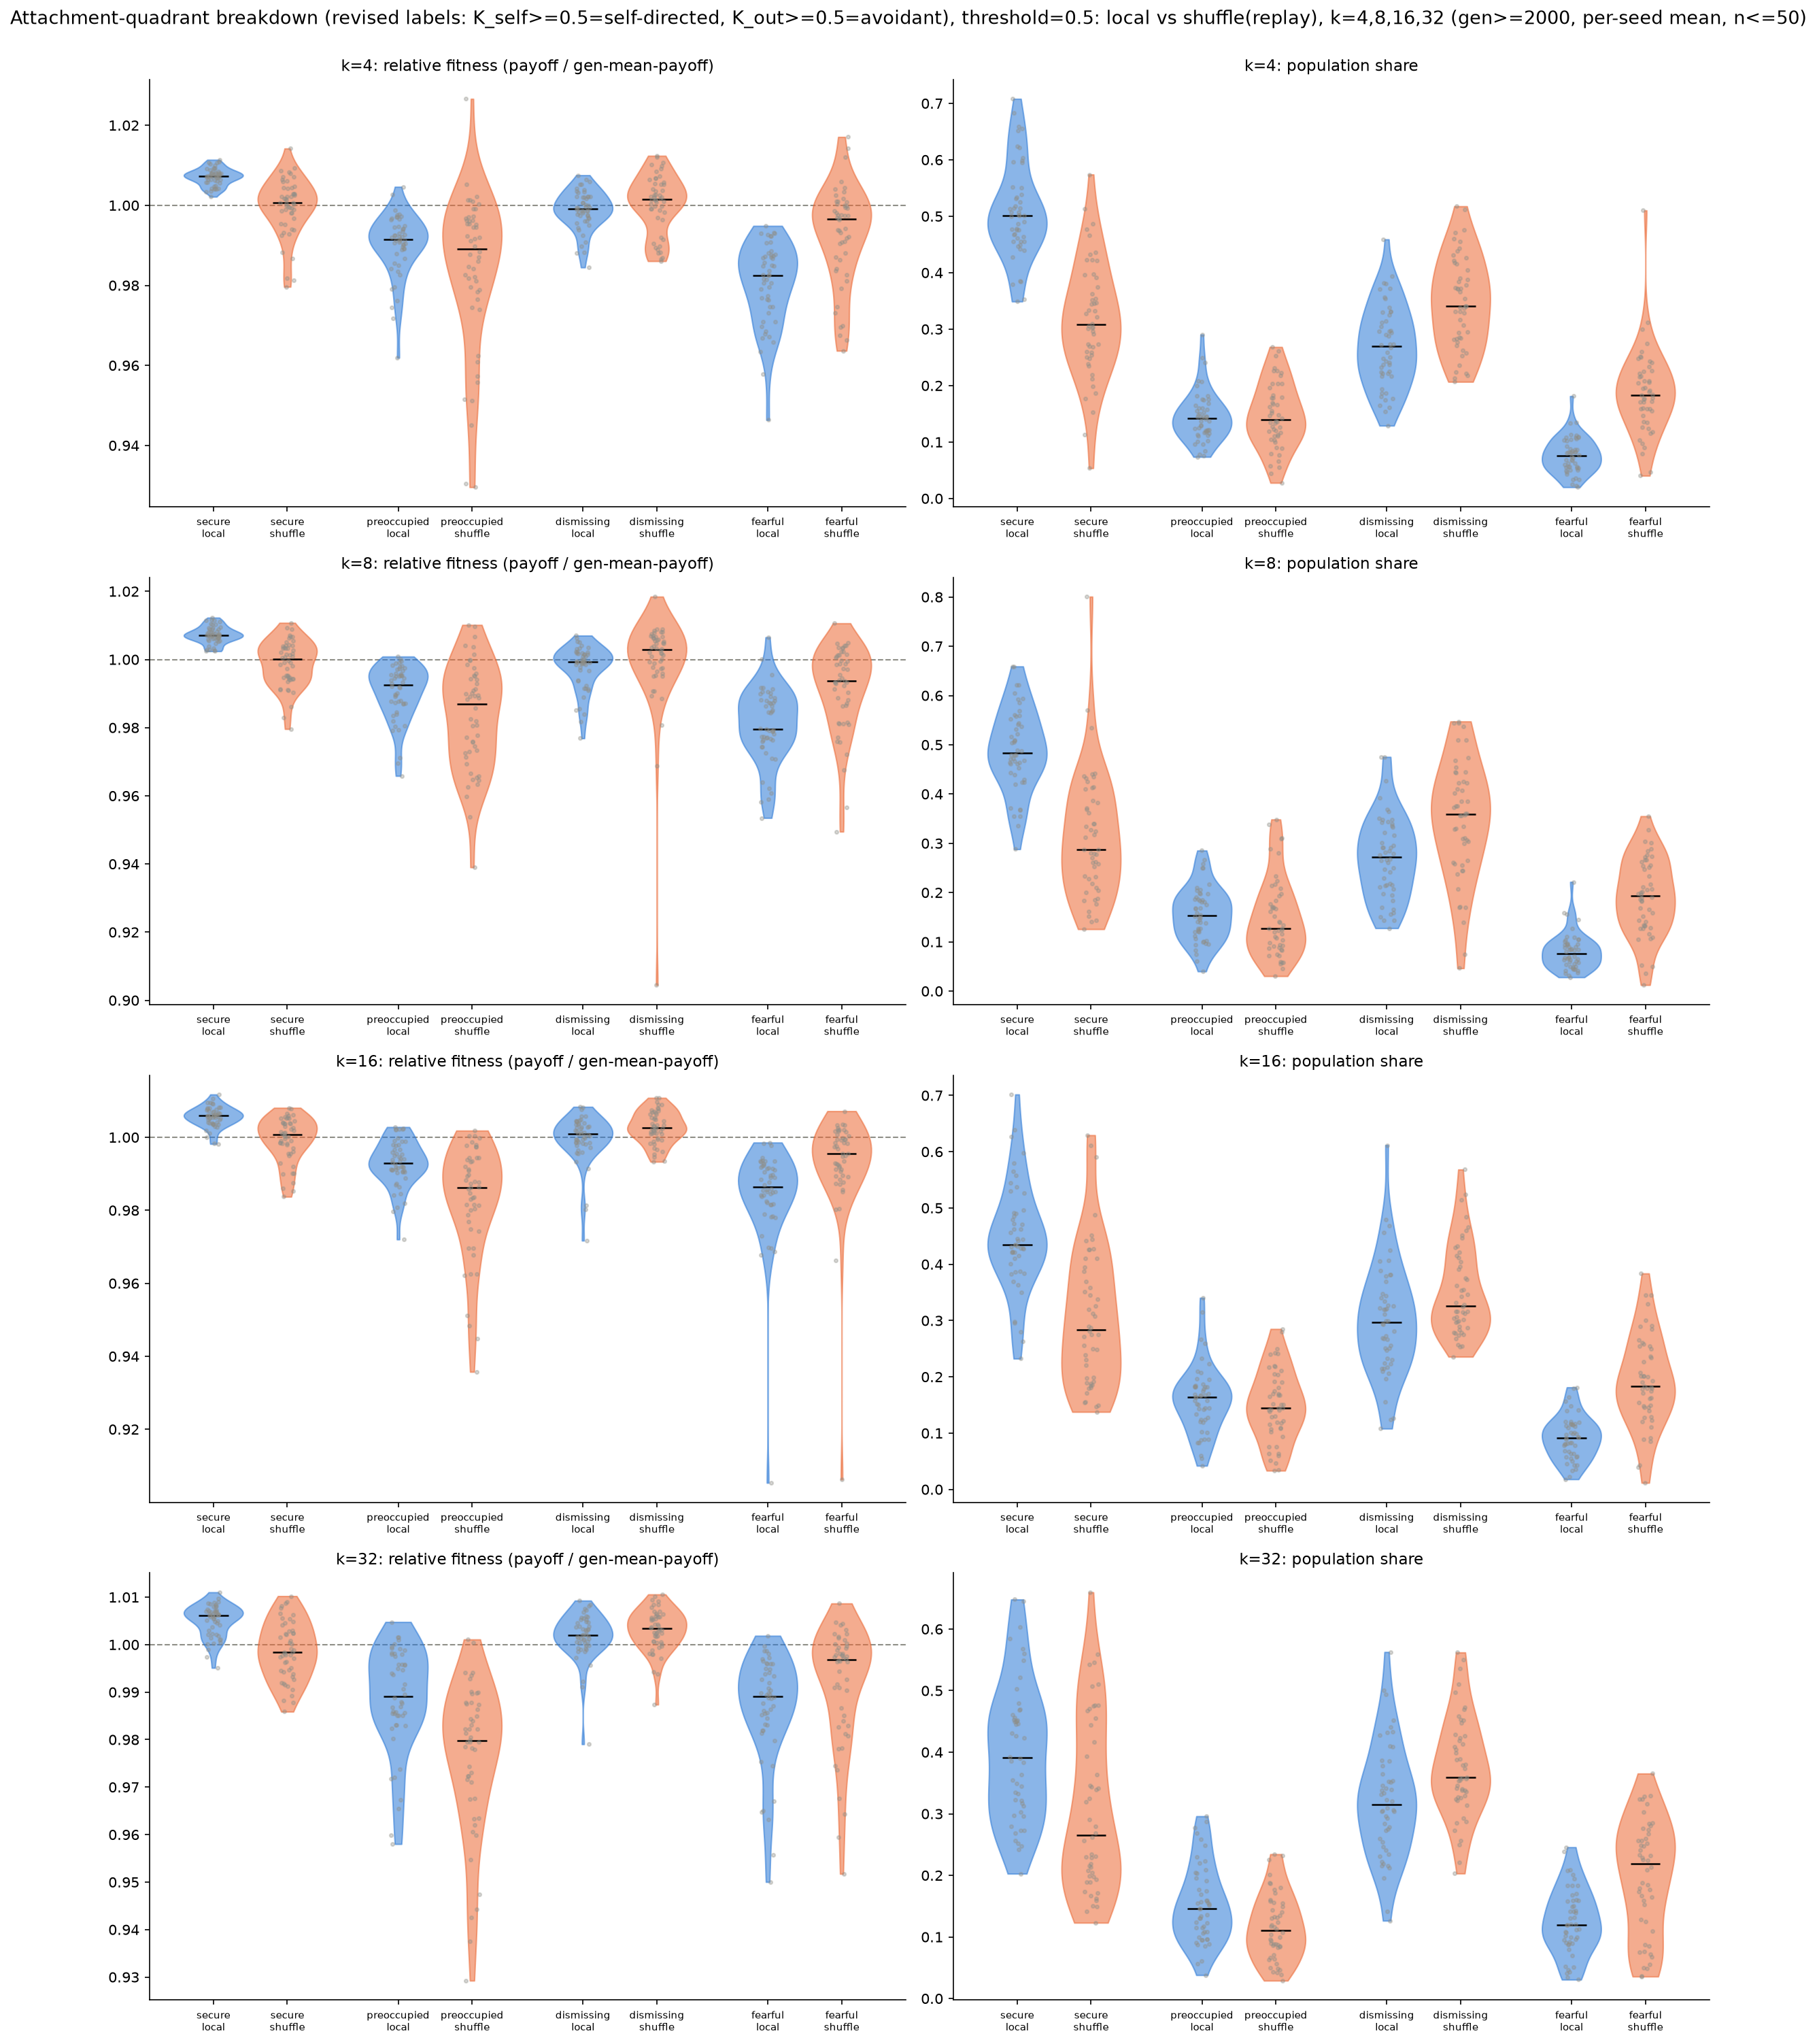 Attachment-quadrant breakdown (revised labels: K_self>=0.5=self-directed, K_out>=0.5=avoidant), threshold=0.5: local vs shuffle(replay), k=4,8,16,32 (gen>=2000, per-seed mean, n<=50)
k=4: relative fitness (payoff / gen-mean-payoff)
1.02
1.00
0.98
0.96
0.94
secure local
secure shuffle
preoccupied local
preoccupied shuffle
dismissing local
dismissing shuffle
fearful local
fearful shuffle
k=4: population share
0.7
0.6
0.5
0.4
0.3
0.2
0.1
0.0
secure local
secure shuffle
preoccupied local
preoccupied shuffle
dismissing local
dismissing shuffle
fearful local
fearful shuffle
k=8: relative fitness (payoff / gen-mean-payoff)
1.02
1.00
0.98
0.96
0.94
0.92
0.90
secure local
secure shuffle
preoccupied local
preoccupied shuffle
dismissing local
dismissing shuffle
fearful local
fearful shuffle
k=8: population share
0.8
0.7
0.6
0.5
0.4
0.3
0.2
0.1
0.0
secure local
secure shuffle
preoccupied local
preoccupied shuffle
dismissing local
dismissing shuffle
fearful local
fearful shuffle
k=16: relative fitness (payoff / gen-mean-payoff)
1.00
0.98
0.96
0.94
0.92
secure local
secure shuffle
preoccupied local
preoccupied shuffle
dismissing local
dismissing shuffle
fearful local
fearful shuffle
k=16: population share
0.7
0.6
0.5
0.4
0.3
0.2
0.1
0.0
secure local
secure shuffle
preoccupied local
preoccupied shuffle
dismissing local
dismissing shuffle
fearful local
fearful shuffle
k=32: relative fitness (payoff / gen-mean-payoff)
1.01
1.00
0.99
0.98
0.97
0.96
0.95
0.94
0.93
secure local
secure shuffle
preoccupied local
preoccupied shuffle
dismissing local
dismissing shuffle
fearful local
fearful shuffle
k=32: population share
0.6
0.5
0.4
0.3
0.2
0.1
0.0
secure local
secure shuffle
preoccupied local
preoccupied shuffle
dismissing local
dismissing shuffle
fearful local
fearful shuffle